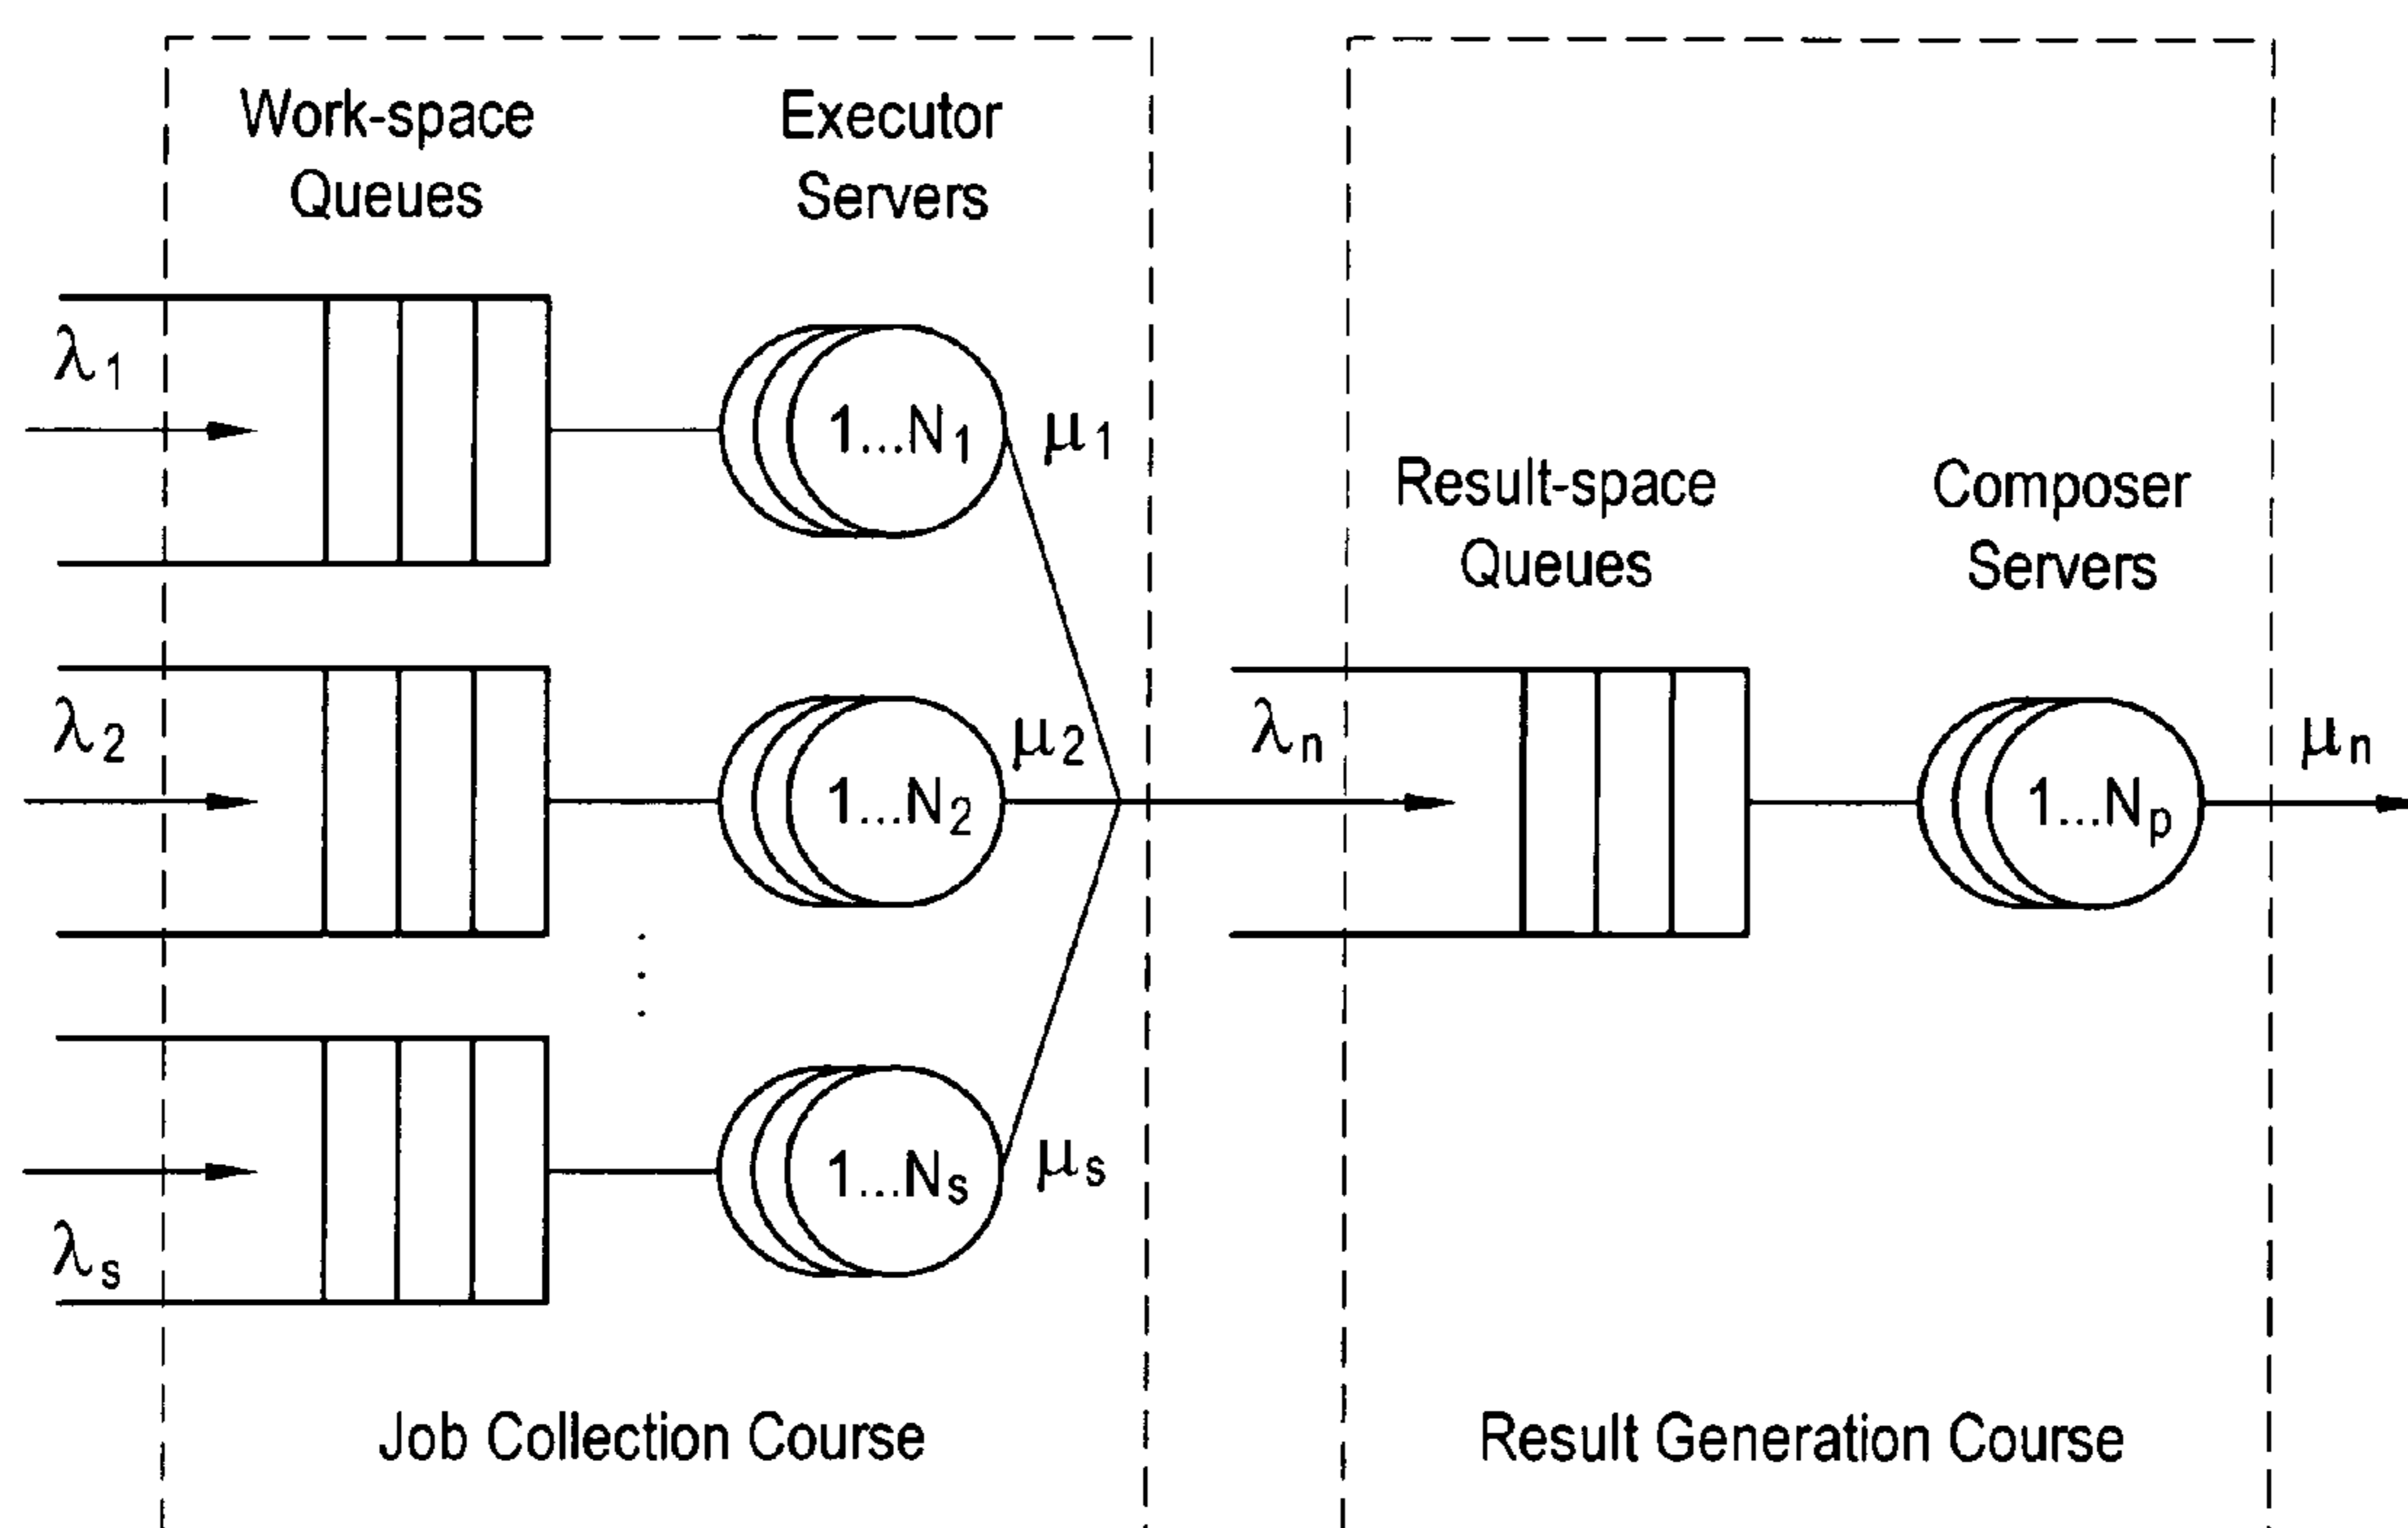 Work-space
Queues
Executor
Servers
λ1
1...N1
μ1
λ2
1...N2
μ2
λs
1...Ns
μs
Job Collection Course
Result-space
Queues
Composer
Servers
λn
1...Np
μn
Result Generation Course